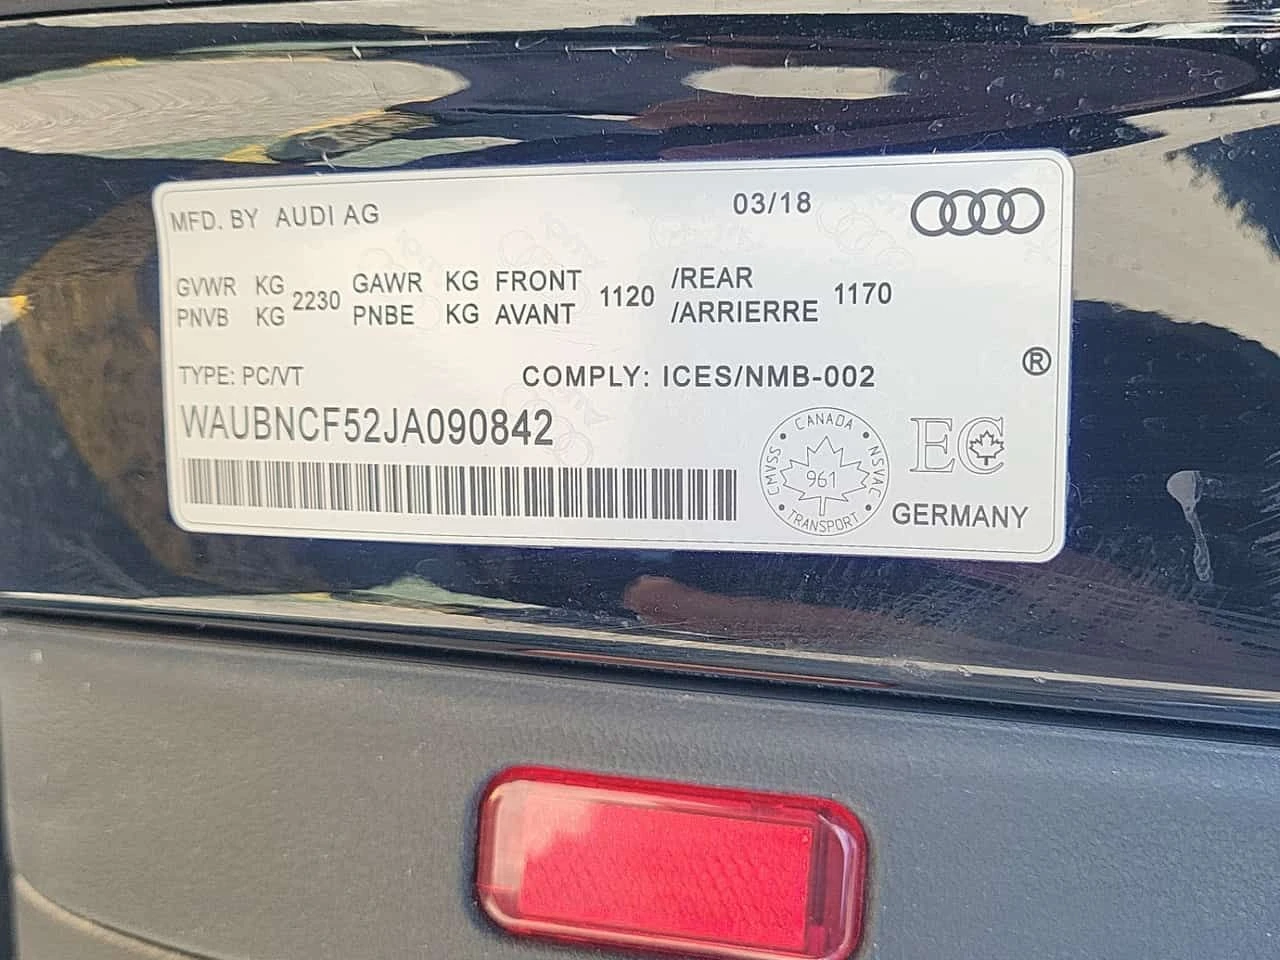 MFD. BY AUDI AG 03/18
GVWR KG 2230 GAWR KG FRONT 1120 /REAR 1170
PNVB KG PNBE KG AVANT /ARRIERRE
®
TYPE: PC/VT COMPLY: ICES/NMB-002
WAUBNCF52JA090842
CANADA
CMVSS 961 NSVAC
TRANSPORT
EC
GERMANY